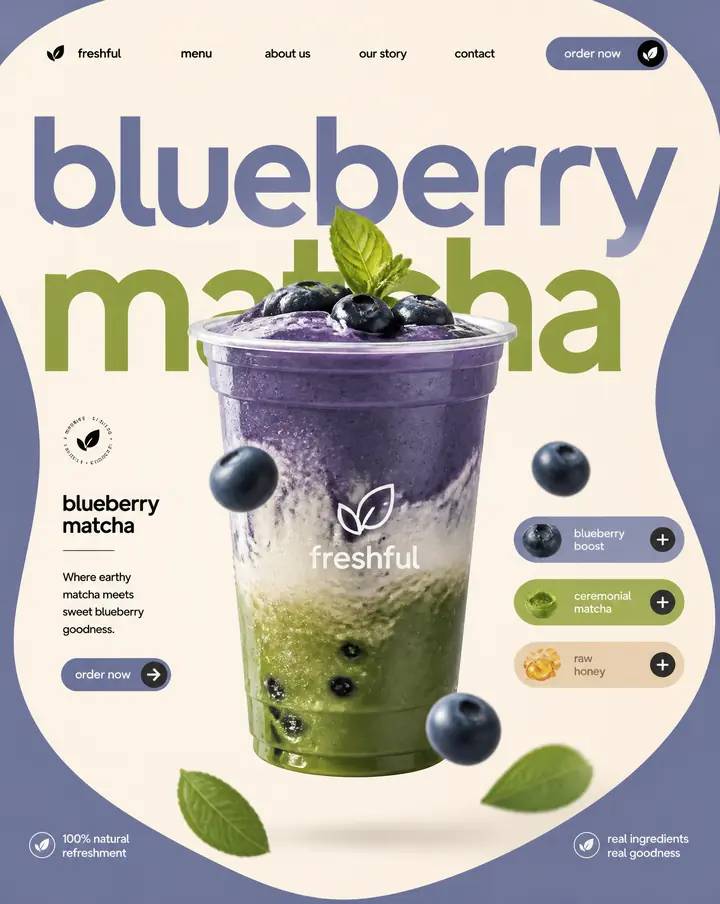 freshful
menu
about us
our story
contact
order now
blueberry
matcha
blueberry
matcha
Where earthy
matcha meets
sweet blueberry
goodness.
order now
freshful
blueberry
boost
ceremonial
matcha
raw
honey
100% natural
refreshment
real ingredients
real goodness